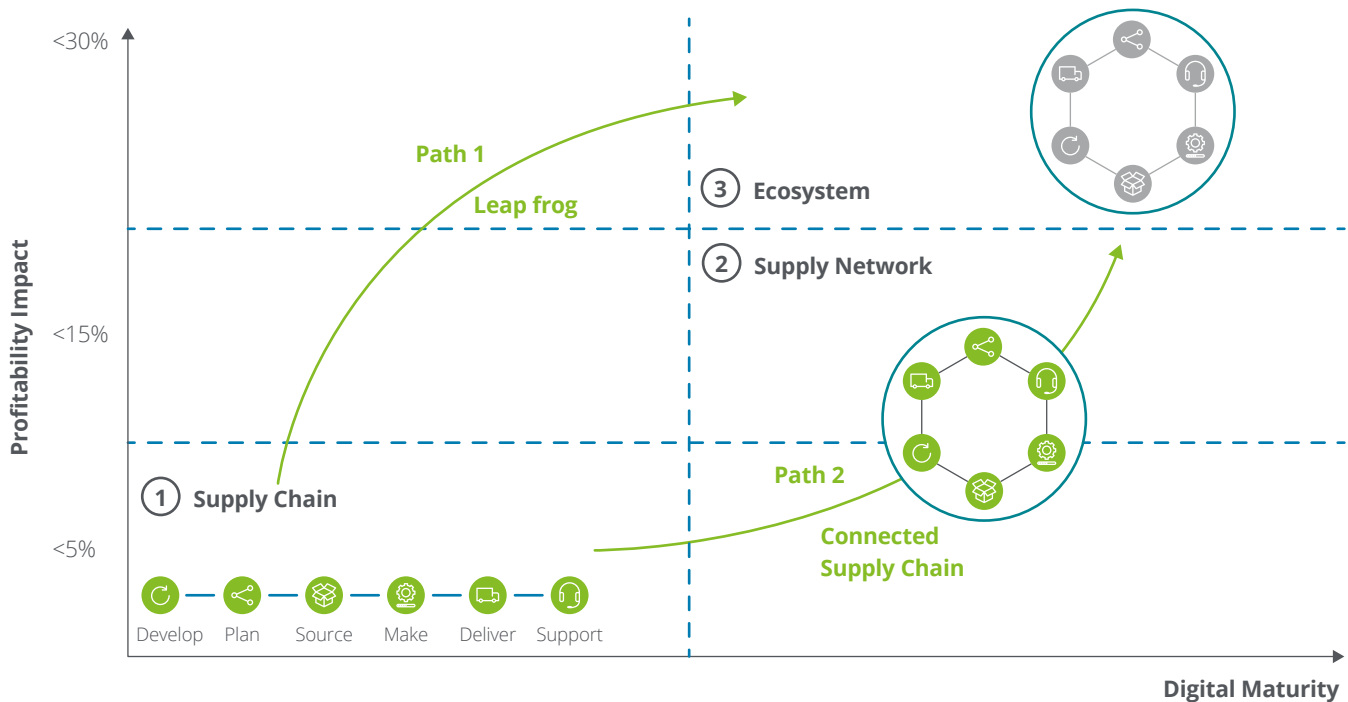 <30%
Path 1
Leap frog
3 Ecosystem
2 Supply Network
Profitability Impact
<15%
1 Supply Chain
Path 2
<5%
Connected
Supply Chain
Develop Plan Source Make Deliver Support
Digital Maturity